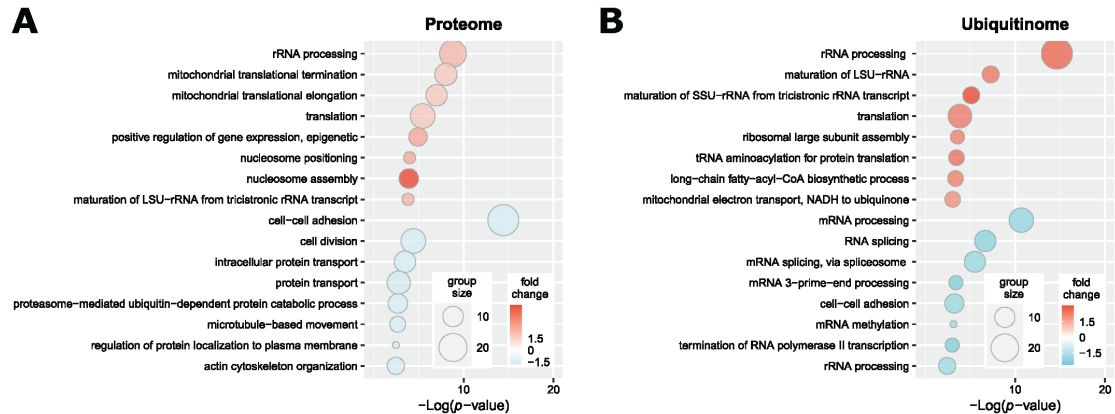 A
Proteome
rRNA processing
mitochondrial translational termination
mitochondrial translational elongation
translation
positive regulation of gene expression, epigenetic
nucleosome positioning
nucleosome assembly
maturation of LSU−rRNA from tricistronic rRNA transcript
cell−cell adhesion
cell division
intracellular protein transport
protein transport
proteasome−mediated ubiquitin−dependent protein catabolic process
microtubule−based movement
regulation of protein localization to plasma membrane
actin cytoskeleton organization
group
size
10
20
fold
change
1.5
0
−1.5
10
20
−Log(p−value)
B
Ubiquitinome
rRNA processing
maturation of LSU−rRNA
maturation of SSU−rRNA from tricistronic rRNA transcript
translation
ribosomal large subunit assembly
tRNA aminoacylation for protein translation
long−chain fatty−acyl−CoA biosynthetic process
mitochondrial electron transport, NADH to ubiquinone
mRNA processing
RNA splicing
mRNA splicing, via spliceosome
mRNA 3−prime−end processing
cell−cell adhesion
mRNA methylation
termination of RNA polymerase II transcription
rRNA processing
group
size
10
20
fold
change
1.5
0
−1.5
10
20
−Log(p−value)